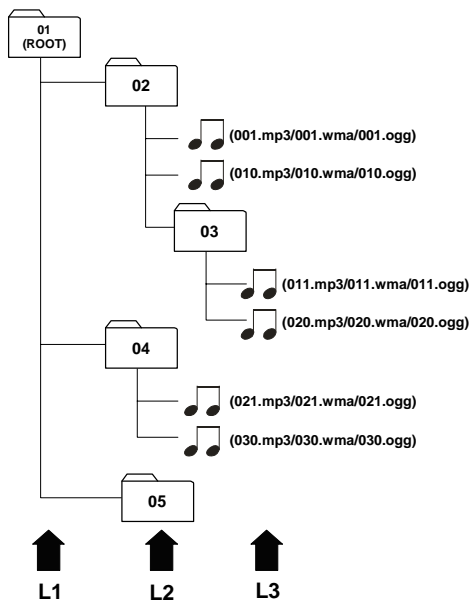 01
(ROOT)
02
(001.mp3/001.wma/001.ogg)
(010.mp3/010.wma/010.ogg)
03
(011.mp3/011.wma/011.ogg)
(020.mp3/020.wma/020.ogg)
04
(021.mp3/021.wma/021.ogg)
(030.mp3/030.wma/030.ogg)
05
L1 L2 L3